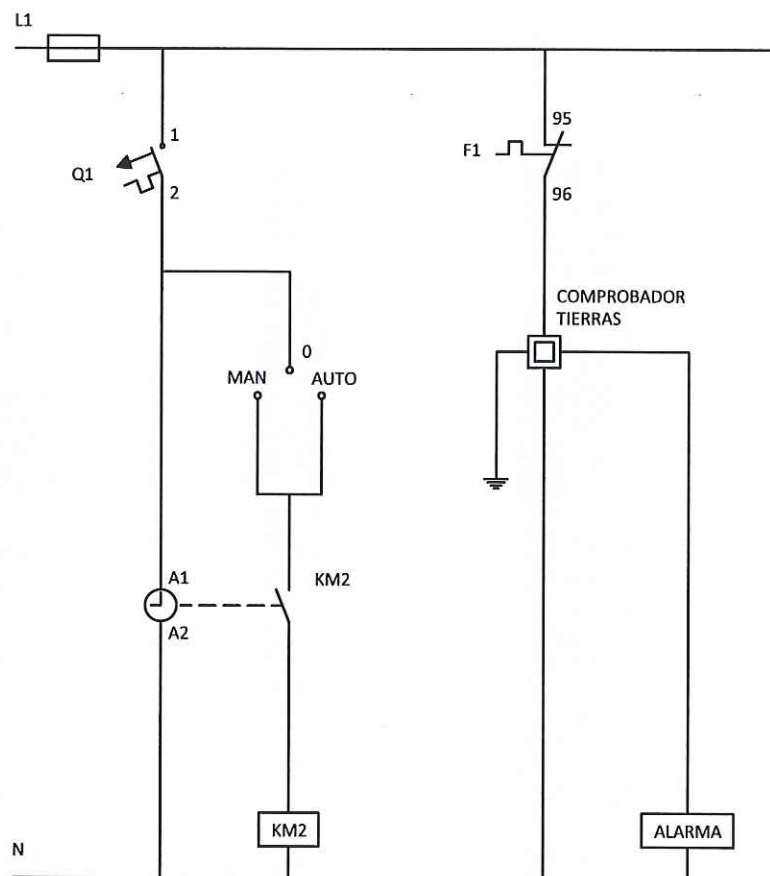 L1
1
Q1
2
95
F1
96
COMPROBADOR
TIERRAS
0
MAN
AUTO
A1
KM2
A2
KM2
ALARMA
N